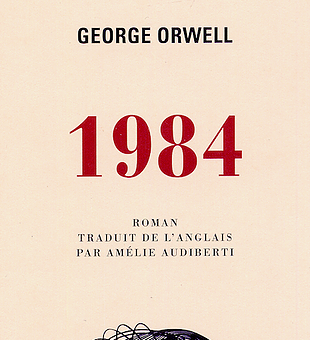 GEORGE ORWELL
1984
ROMAN
TRADUIT DE L'ANGLAIS
PAR AMÉLIE AUDIBERTI